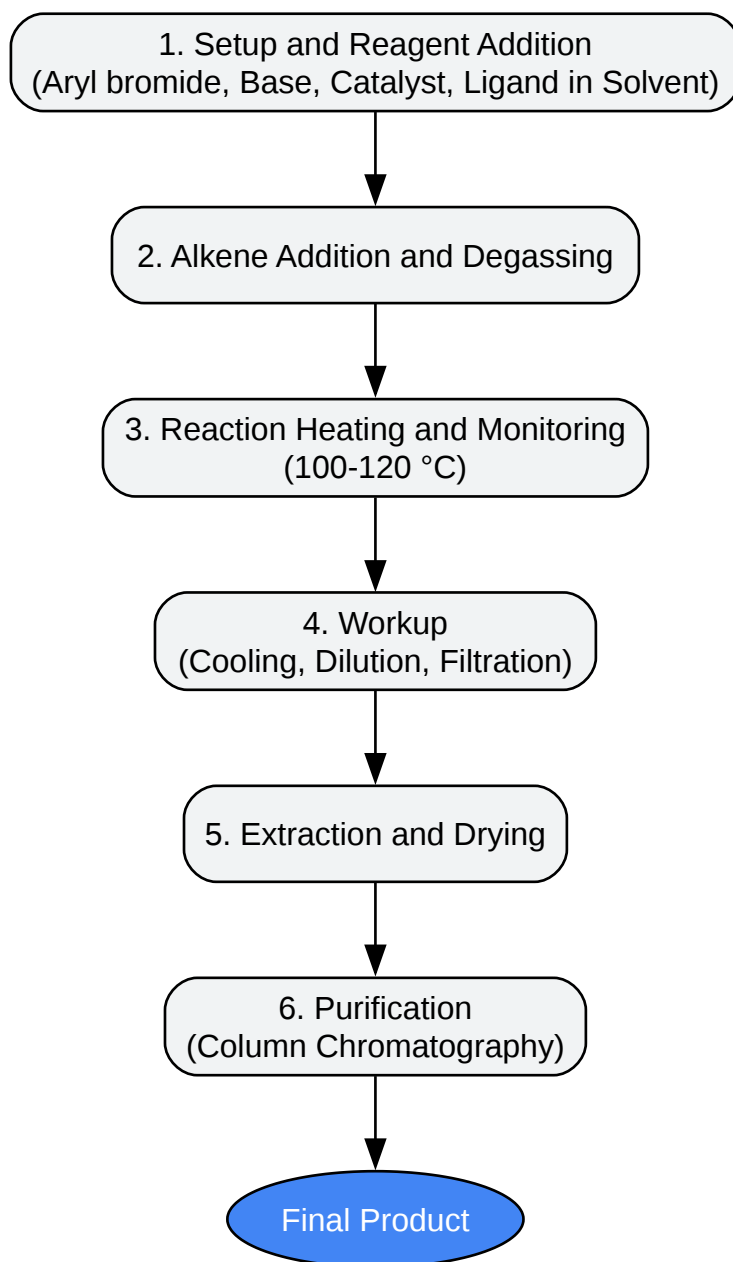 1. Setup and Reagent Addition
(Aryl bromide, Base, Catalyst, Ligand in Solvent)
2. Alkene Addition and Degassing
3. Reaction Heating and Monitoring
(100-120 °C)
4. Workup
(Cooling, Dilution, Filtration)
5. Extraction and Drying
6. Purification
(Column Chromatography)
Final Product